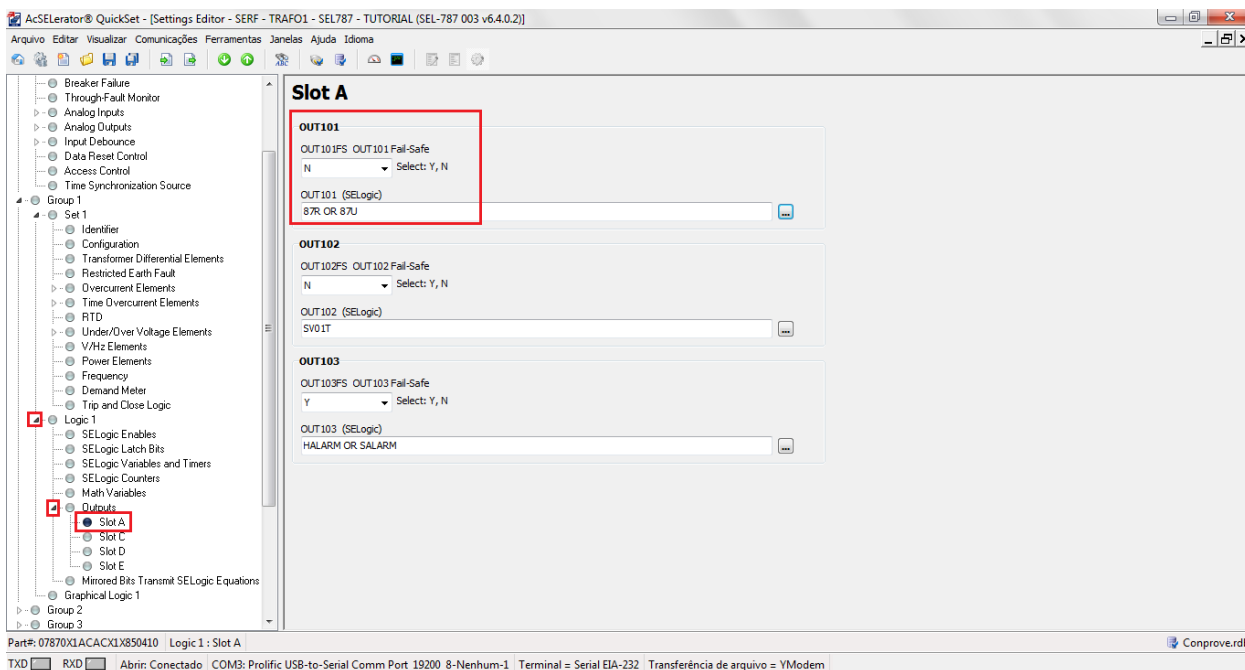 AcSELerator® QuickSet - [Settings Editor - SERF - TRAFO1 - SEL787 - TUTORIAL (SEL-787 003 v6.4.0.2)]
Arquivo Editar Visualizar Comunicações Ferramentas Janelas Ajuda Idioma
Breaker Failure
Through-Fault Monitor
Analog Inputs
Analog Outputs
Input Debounce
Data Reset Control
Access Control
Time Synchronization Source
Group 1
Set 1
Identifier
Configuration
Transformer Differential Elements
Restricted Earth Fault
Overcurrent Elements
Time Overcurrent Elements
RTD
Under/Over Voltage Elements
V/Hz Elements
Power Elements
Frequency
Demand Meter
Trip and Close Logic
Logic 1
SELogic Enables
SELogic Latch Bits
SELogic Variables and Timers
SELogic Counters
Math Variables
Outputs
Slot A
Slot C
Slot D
Slot E
Mirrored Bits Transmit SELogic Equations
Graphical Logic 1
Group 2
Group 3
Slot A
OUT101
OUT101FS OUT101 Fail-Safe
N Select: Y, N
OUT101 (SELogic)
87R OR 87U
...
OUT102
OUT102FS OUT102 Fail-Safe
N Select: Y, N
OUT102 (SELogic)
SV01T
...
OUT103
OUT103FS OUT103 Fail-Safe
Y Select: Y, N
OUT103 (SELogic)
HALARM OR SALARM
...
Part#: 07870X1ACACX1X850410 Logic 1 : Slot A Conprove.rdb
TXD RXD Abrir: Conectado COM3: Prolific USB-to-Serial Comm Port 19200 8-Nenhum-1 Terminal = Serial EIA-232 Transferência de arquivo = YModem